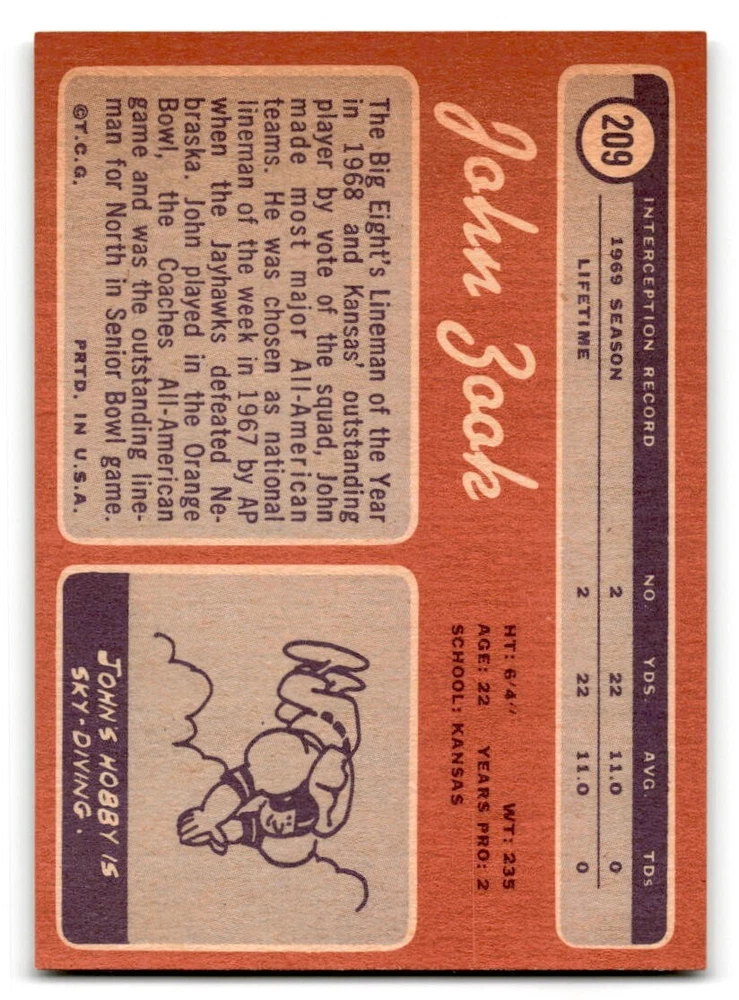 209
INTERCEPTION RECORD NO. YDS. AVG. TDs
1969 SEASON 2 22 11.0 0
LIFETIME 2 22 11.0 0
John Zook
HT: 6'4" WT: 235
AGE: 22 YEARS PRO: 2
SCHOOL: KANSAS
The Big Eight's Lineman of the Year
in 1968 and Kansas' outstanding
player by vote of the squad, John
made most major All-American
teams. He was chosen as national
lineman of the week in 1967 by AP
when the Jayhawks defeated Ne-
braska. John played in the Orange
Bowl, the Coaches All-American
game and was the outstanding line-
man for North in Senior Bowl game.
©T.C.G. PRTD. IN U.S.A.
JOHN'S HOBBY IS
SKY-DIVING.